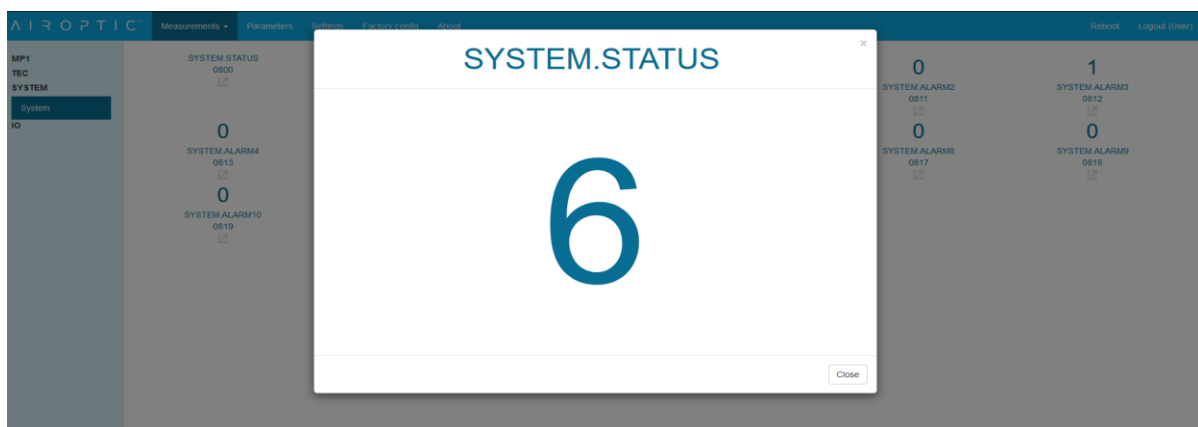 AIROPTIC Measurements Parameters Settings Factory config About Reboot Logout (User)
MP1
TEC
SYSTEM
System
IO
SYSTEM.STATUS
0800
SYSTEM.STATUS
×
6
Close
0
SYSTEM.ALARM2
0811
1
SYSTEM.ALARM3
0812
0
SYSTEM.ALARM4
0813
0
SYSTEM.ALARM8
0817
0
SYSTEM.ALARM9
0818
0
SYSTEM.ALARM10
0819